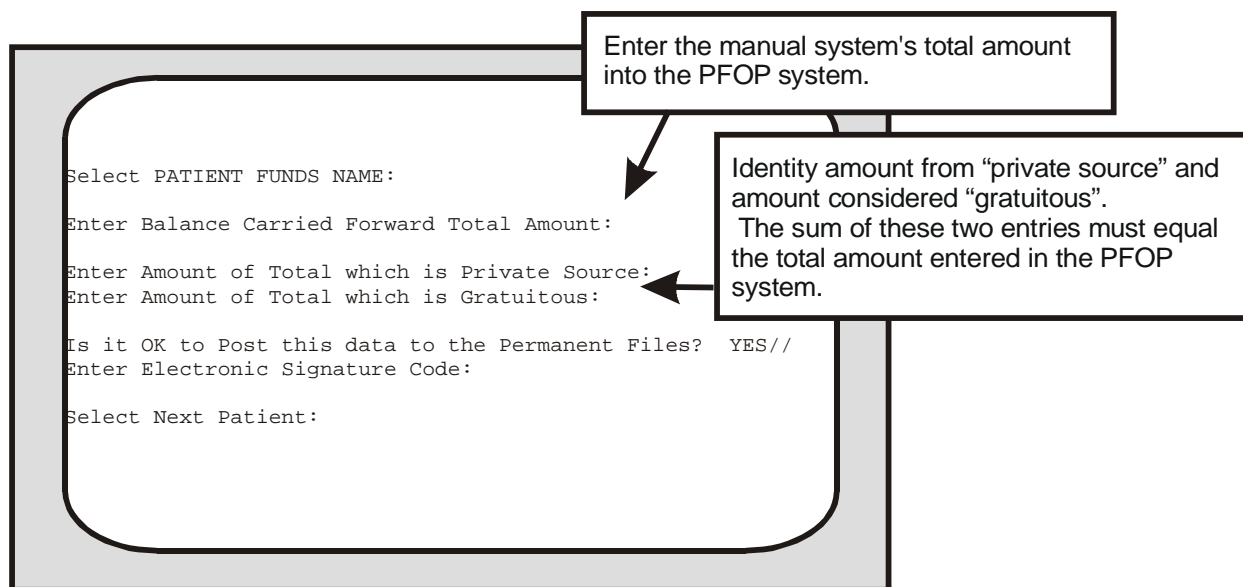 Enter the manual system's total amount
into the PFOP system.
Identity amount from “private source” and
amount considered “gratuitous”.
The sum of these two entries must equal
the total amount entered in the PFOP
system.
Select PATIENT FUNDS NAME:
Enter Balance Carried Forward Total Amount:
Enter Amount of Total which is Private Source:
Enter Amount of Total which is Gratuitous:
Is it OK to Post this data to the Permanent Files?  YES//
Enter Electronic Signature Code:
Select Next Patient: